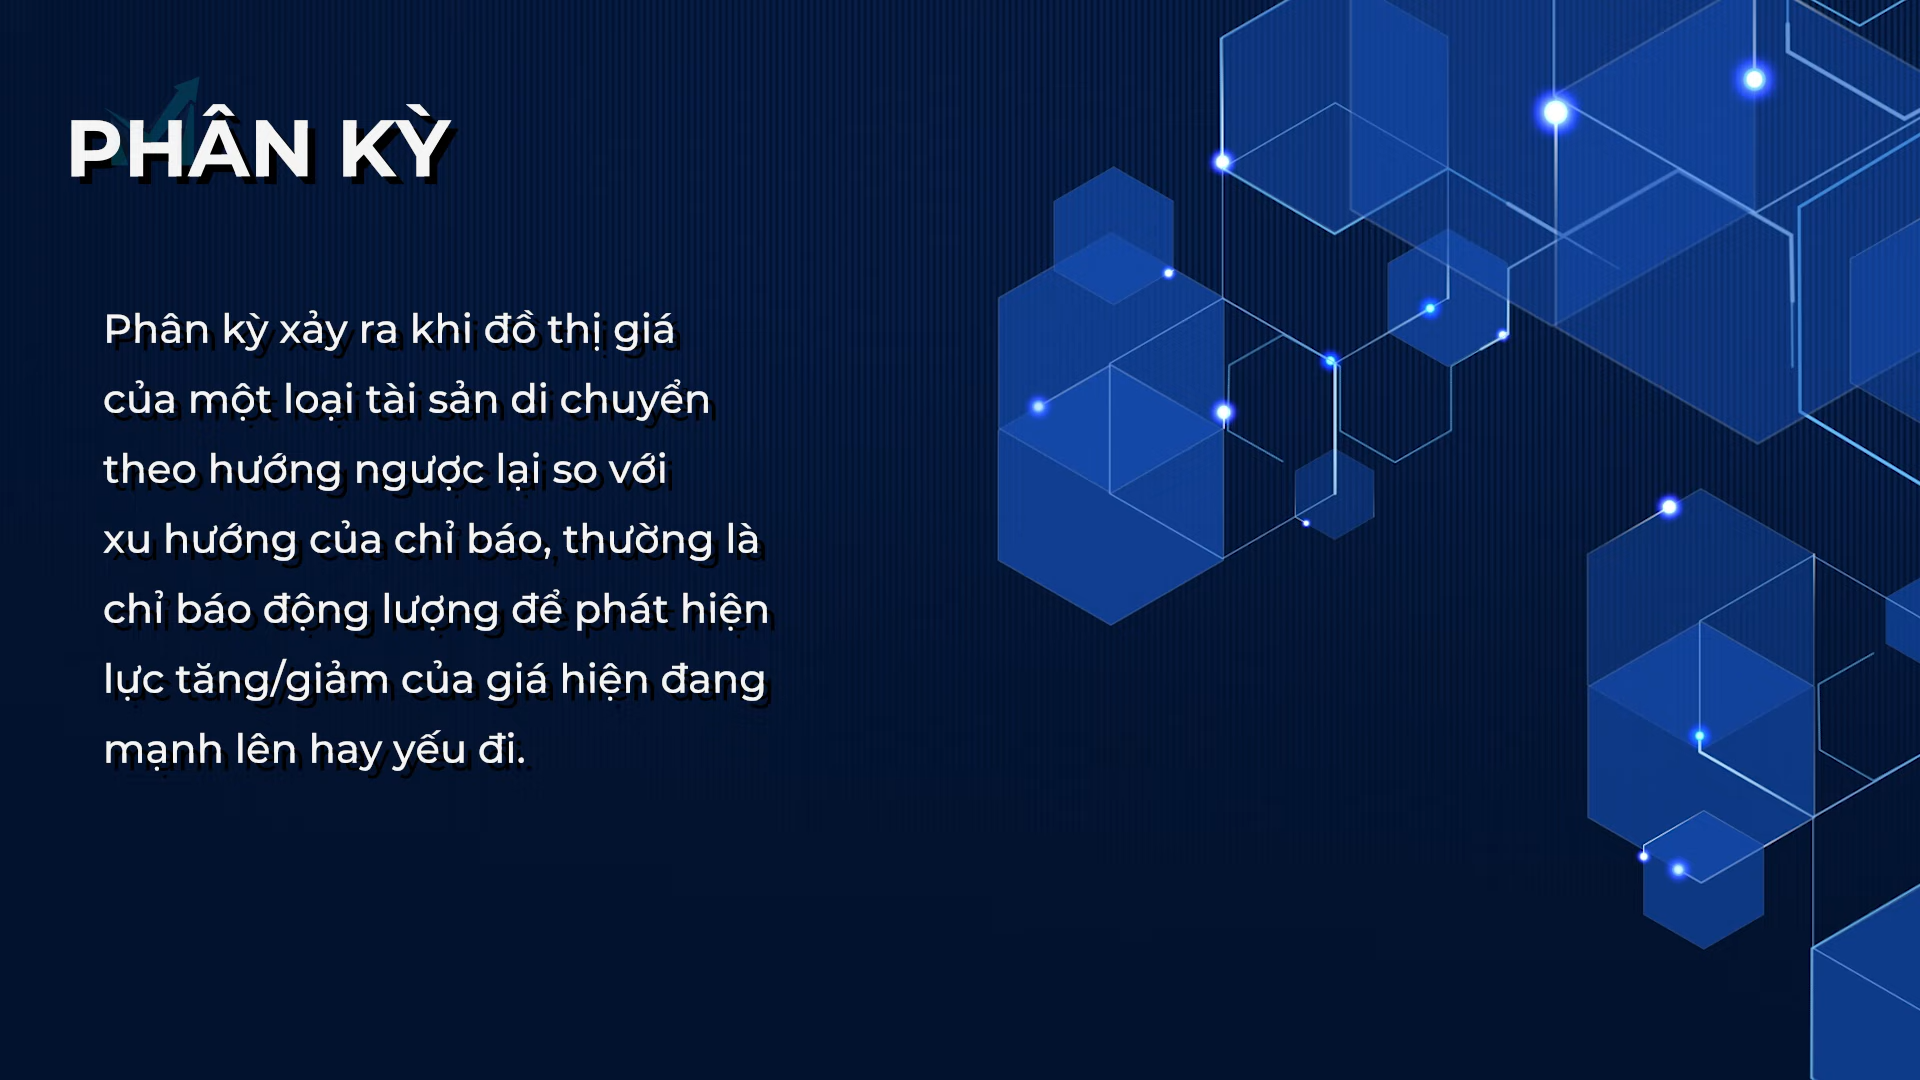 PHÂN KỲ
Phân kỳ xảy ra khi đồ thị giá
của một loại tài sản di chuyển
theo hướng ngược lại so với
xu hướng của chỉ báo, thường là
chỉ báo động lượng để phát hiện
lực tăng/giảm của giá hiện đang
mạnh lên hay yếu đi.